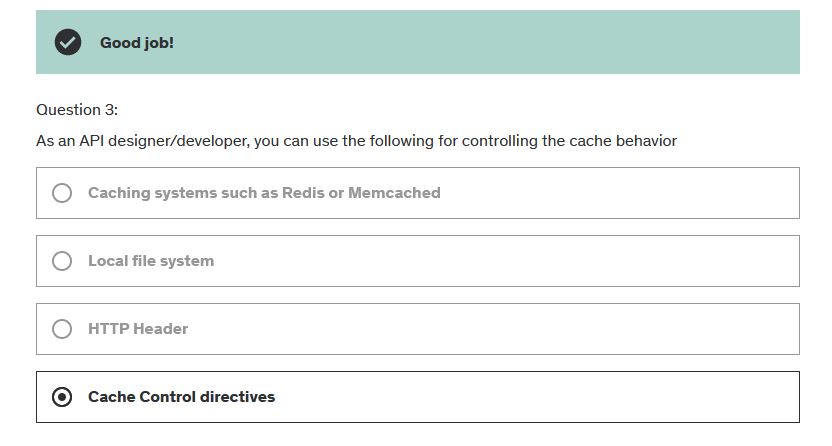 Good job!
Question 3:
As an API designer/developer, you can use the following for controlling the cache behavior
Caching systems such as Redis or Memcached
Local file system
HTTP Header
Cache Control directives